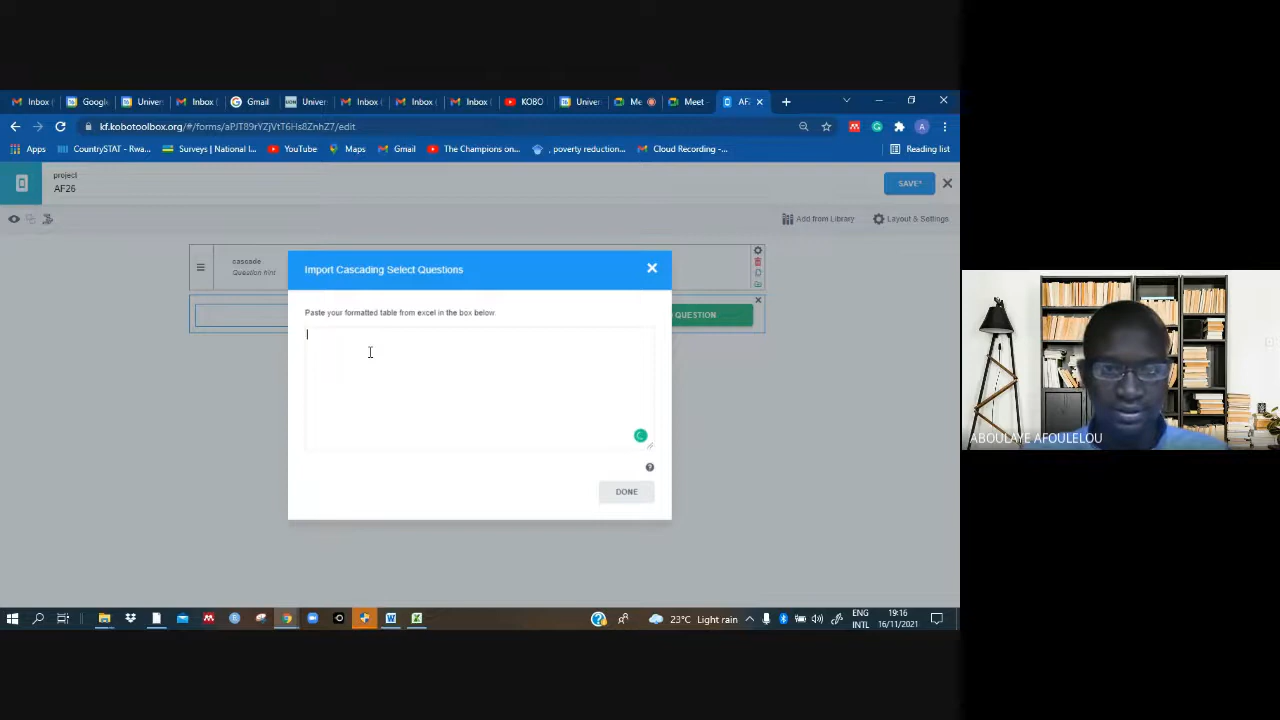 Inbox
Google
Univer
Inbox (
Gmail
Univer
Inbox (
Inbox (
Inbox (
KOBO
Univer
Me
Meet -
AF2
kf.kobotoolbox.org/#/forms/aPJT89rYZjVtT6Hs8ZnhZ7/edit
A
Apps
CountrySTAT - Rwa...
Surveys | National I...
YouTube
Maps
Gmail
The Champions on...
, poverty reduction...
Cloud Recording -...
Reading list
project
AF26
SAVE*
Add from Library
Layout & Settings
cascade
Question hint
QUESTION
Import Cascading Select Questions
Paste your formatted table from excel in the box below.
DONE
ABOULAYE AFOULELOU
23°C Light rain
ENG
INTL
19:16
16/11/2021